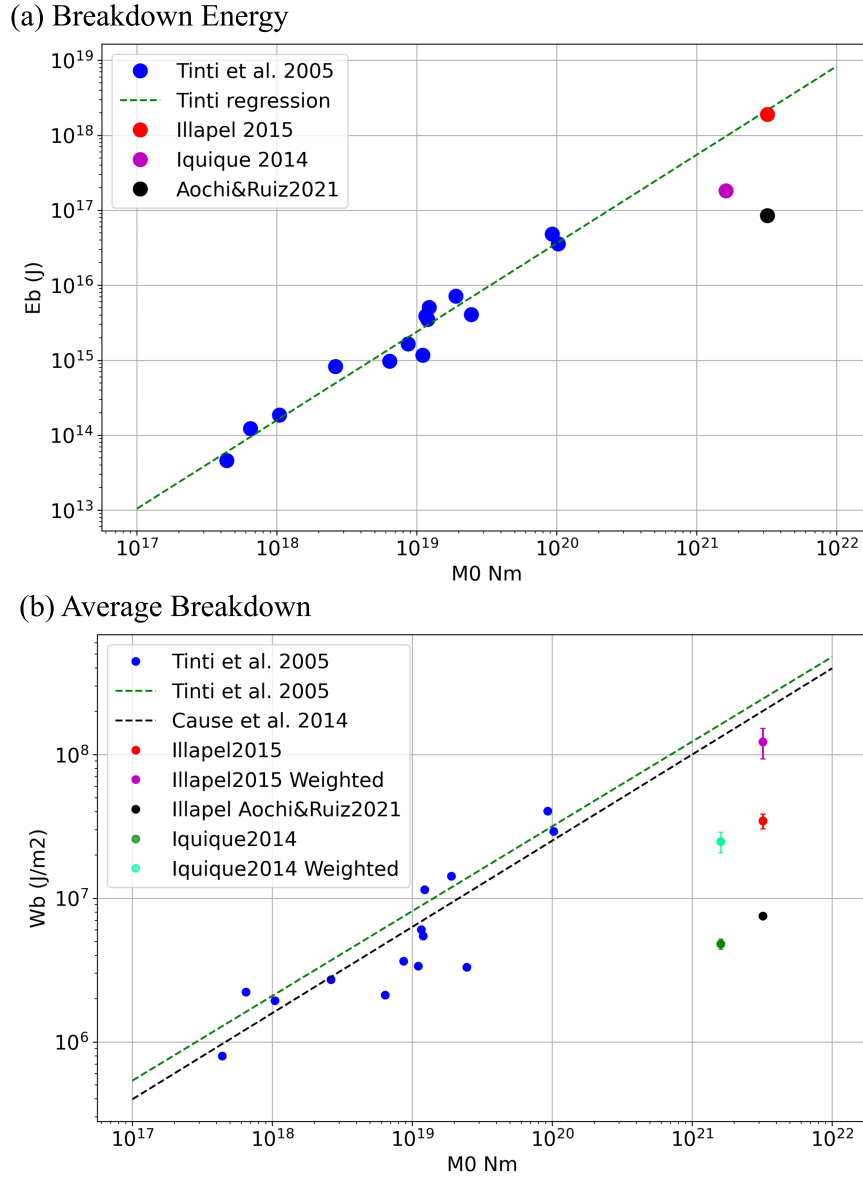 (a) Breakdown Energy
10^19
10^18
10^17
10^16
10^15
10^14
10^13
Eb (J)
Tinti et al. 2005
Tinti regression
Illapel 2015
Iquique 2014
Aochi&Ruiz2021
10^17 10^18 10^19 10^20 10^21 10^22
M0 Nm
(b) Average Breakdown
10^8
10^7
10^6
Wb (J/m2)
Tinti et al. 2005
Tinti et al. 2005
Cause et al. 2014
Illapel2015
Illapel2015 Weighted
Illapel Aochi&Ruiz2021
Iquique2014
Iquique2014 Weighted
10^17 10^18 10^19 10^20 10^21 10^22
M0 Nm